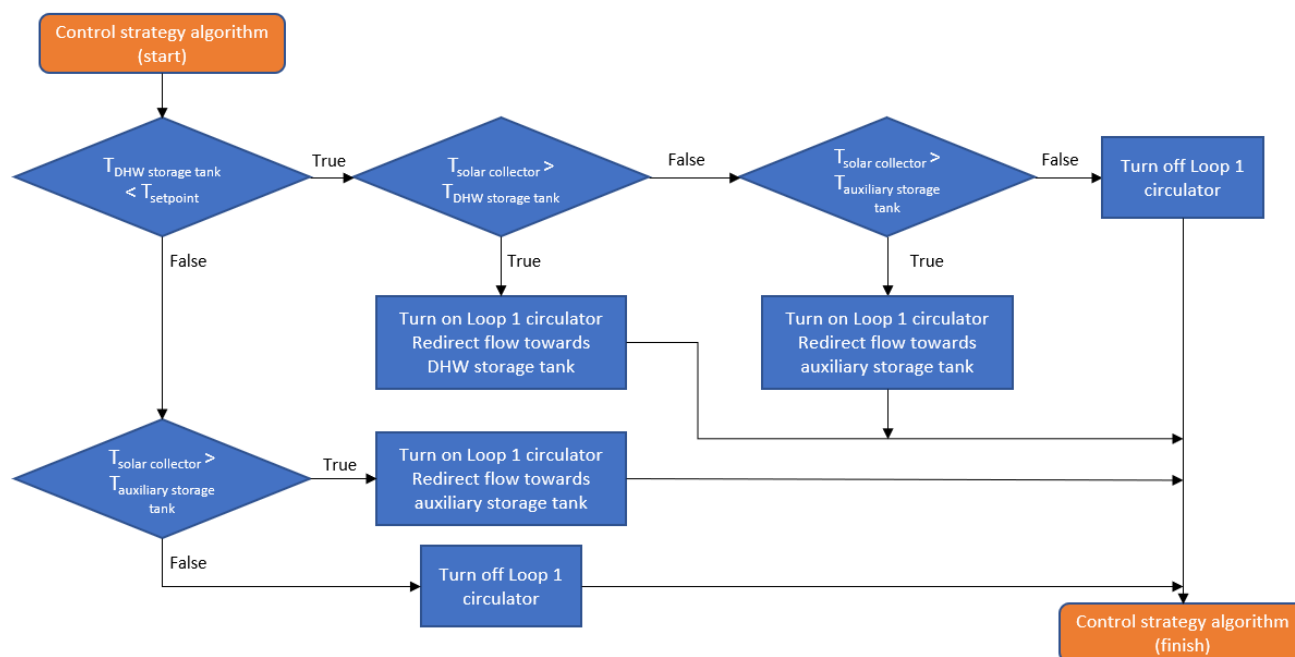 Control strategy algorithm
(start)
T DHW storage tank
< T setpoint
True
T solar collector >
T DHW storage tank
False
T solar collector >
T auxiliary storage
tank
False
Turn off Loop 1
circulator
False
True
True
Turn on Loop 1 circulator
Redirect flow towards
DHW storage tank
Turn on Loop 1 circulator
Redirect flow towards
auxiliary storage tank
T solar collector >
T auxiliary storage
tank
True
Turn on Loop 1 circulator
Redirect flow towards
auxiliary storage tank
False
Turn off Loop 1
circulator
Control strategy algorithm
(finish)